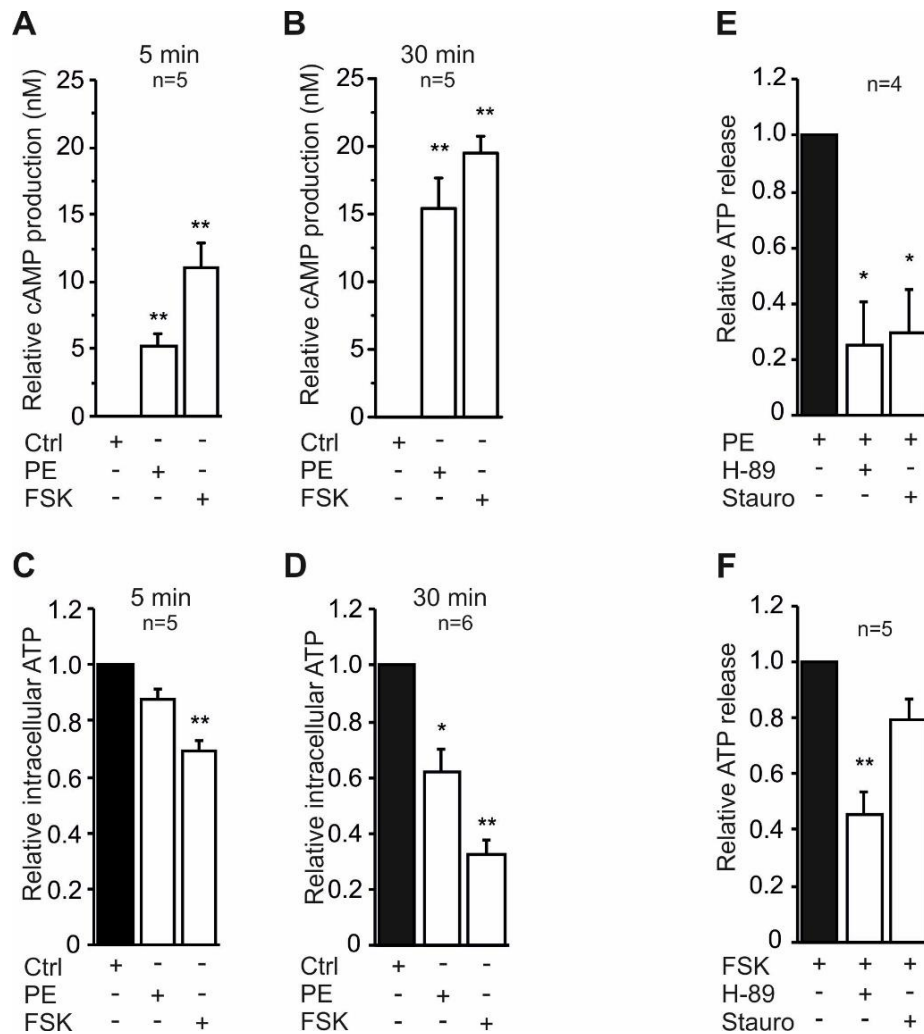 A
5 min
n=5
Relative cAMP production (nM)
25
20
15
10
5
0
**
**
Ctrl + - -
PE - + -
FSK - - +
B
30 min
n=5
Relative cAMP production (nM)
25
20
15
10
5
0
**
**
Ctrl + - -
PE - + -
FSK - - +
E
n=4
Relative ATP release
1.2
1.0
0.8
0.6
0.4
0.2
0
*
*
PE + + +
H-89 - + -
Stauro - - +
C
5 min
n=5
Relative intracellular ATP
1.2
1.0
0.8
0.6
0.4
0.2
0
**
Ctrl + - -
PE - + -
FSK - - +
D
30 min
n=6
Relative intracellular ATP
1.2
1.0
0.8
0.6
0.4
0.2
0
*
**
Ctrl + - -
PE - + -
FSK - - +
F
n=5
Relative ATP release
1.2
1.0
0.8
0.6
0.4
0.2
0
**
FSK + + +
H-89 - + -
Stauro - - +